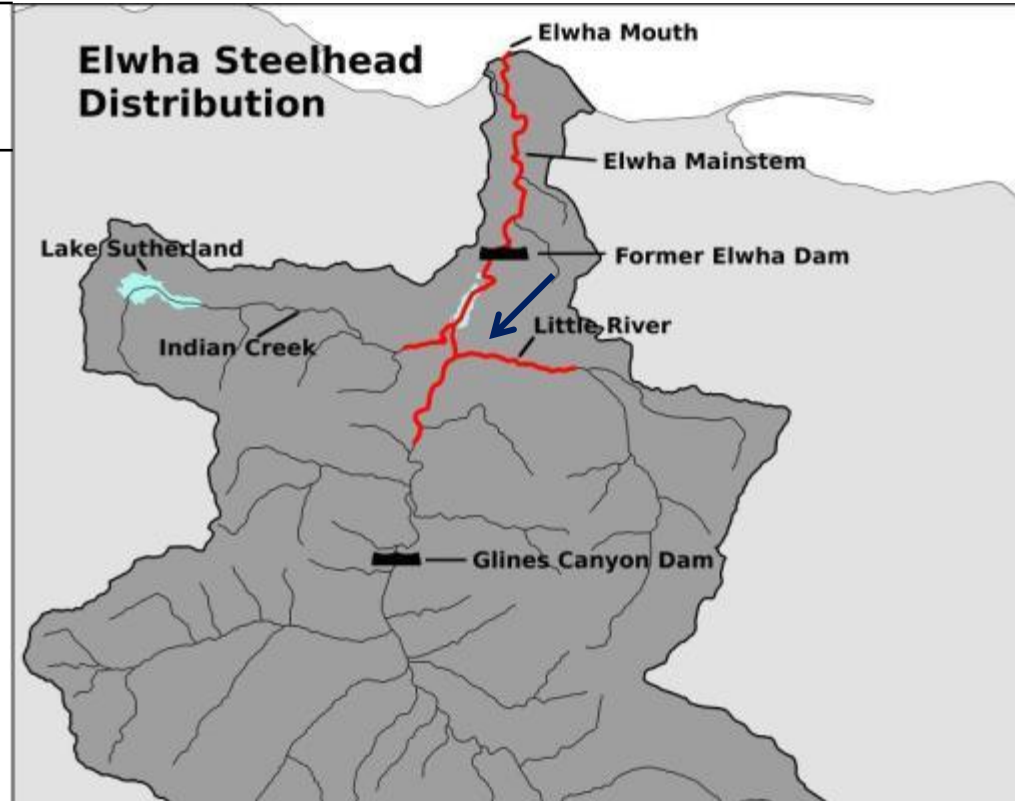 Elwha Steelhead
Distribution
Elwha Mouth
Elwha Mainstem
Lake Sutherland
Former Elwha Dam
Little River
Indian Creek
Glines Canyon Dam